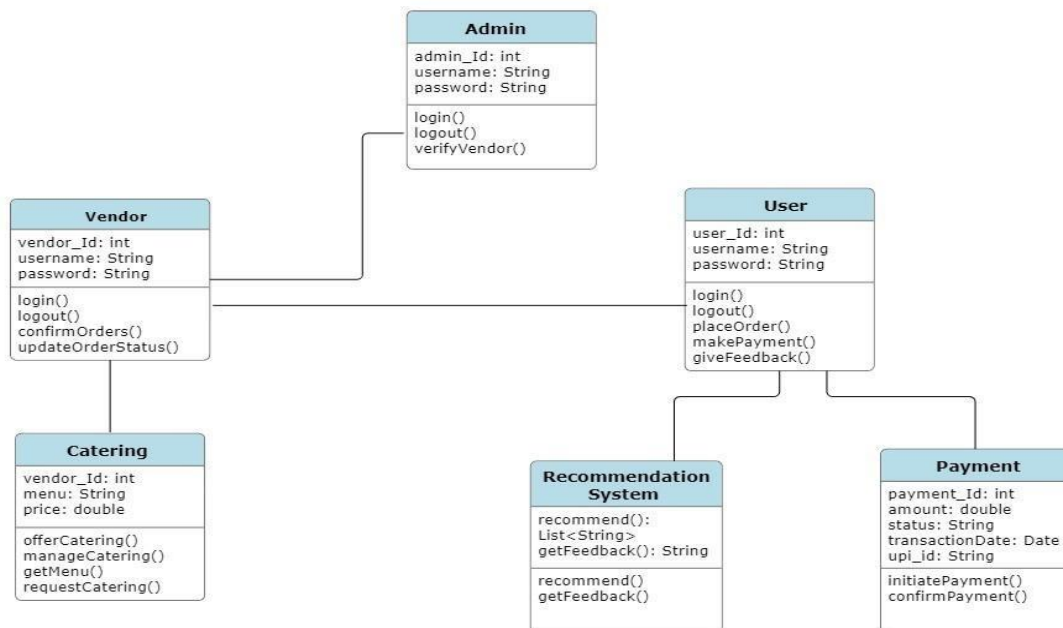 Admin
admin_Id: int
username: String
password: String
login()
logout()
verifyVendor()
Vendor
vendor_Id: int
username: String
password: String
login()
logout()
confirmOrders()
updateOrderStatus()
User
user_Id: int
username: String
password: String
login()
logout()
placeOrder()
makePayment()
giveFeedback()
Catering
vendor_Id: int
menu: String
price: double
offerCatering()
manageCatering()
getMenu()
requestCatering()
Recommendation
System
recommend():
List<String>
getFeedback(): String
recommend()
getFeedback()
Payment
payment_Id: int
amount: double
status: String
transactionDate: Date
upi_id: String
initiatePayment()
confirmPayment()